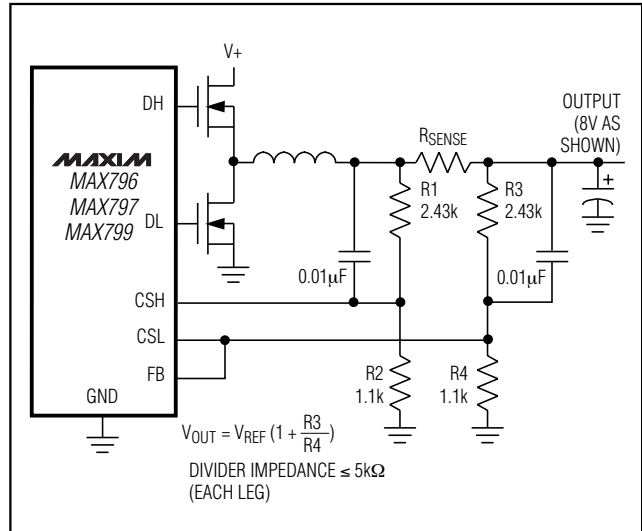 V+
DH
OUTPUT
(8V AS
SHOWN)
RSENSE
MAXIM
MAX796
MAX797
MAX799
R1
2.43k
R3
2.43k
DL
0.01µF
0.01µF
CSH
CSL
FB
R2
1.1k
R4
1.1k
GND
VOUT = VREF (1 + R3/R4)
DIVIDER IMPEDANCE ≤ 5kΩ
(EACH LEG)
+